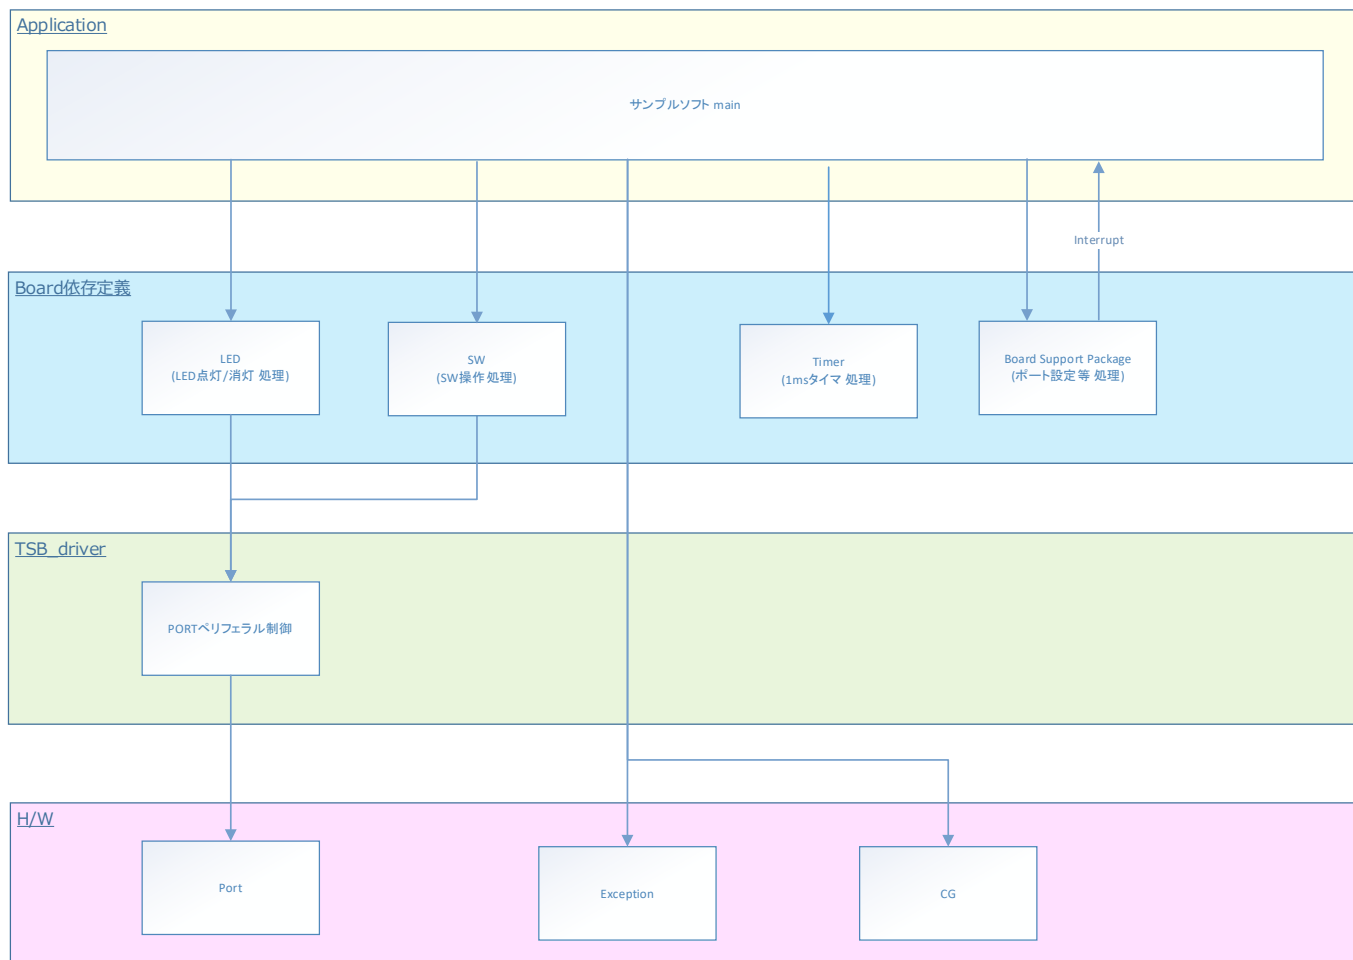 Application
サンプルソフト main
Interrupt
Board依存定義
LED
(LED点灯/消灯 処理)
SW
(SW操作 処理)
Timer
(1msタイマ 処理)
Board Support Package
(ポート設定等 処理)
TSB_driver
PORTペリフェラル制御
H/W
Port
Exception
CG